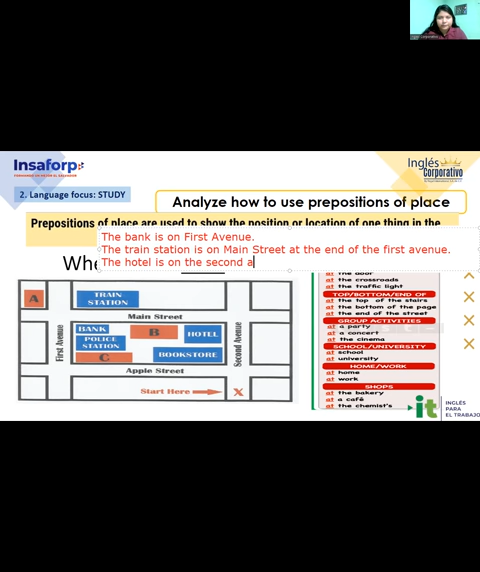 Insaforp
Inglés
Corporativo
2. Language focus: STUDY
Analyze how to use prepositions of place
Prepositions of place are used to show the position or location of one thing in the
The bank is on First Avenue.
The train station is on Main Street at the end of the first avenue.
The hotel is on the second a
Whe
A
TRAIN
STATION
Main Street
First Avenue
BANK
POLICE
STATION
B
HOTEL
C
BOOKSTORE
Second Avenue
Apple Street
Start Here
X
at the door
at the crossroads
at the traffic light
TOP/BOTTOM/END OF
at the top of the stairs
at the bottom of the page
at the end of the street
GROUP ACTIVITIES
at a party
at a concert
at the cinema
SCHOOL/UNIVERSITY
at school
at university
HOME/WORK
at home
at work
SHOPS
at the bakery
at a café
at the chemist's
it
INGLÉS
PARA
EL TRABAJO